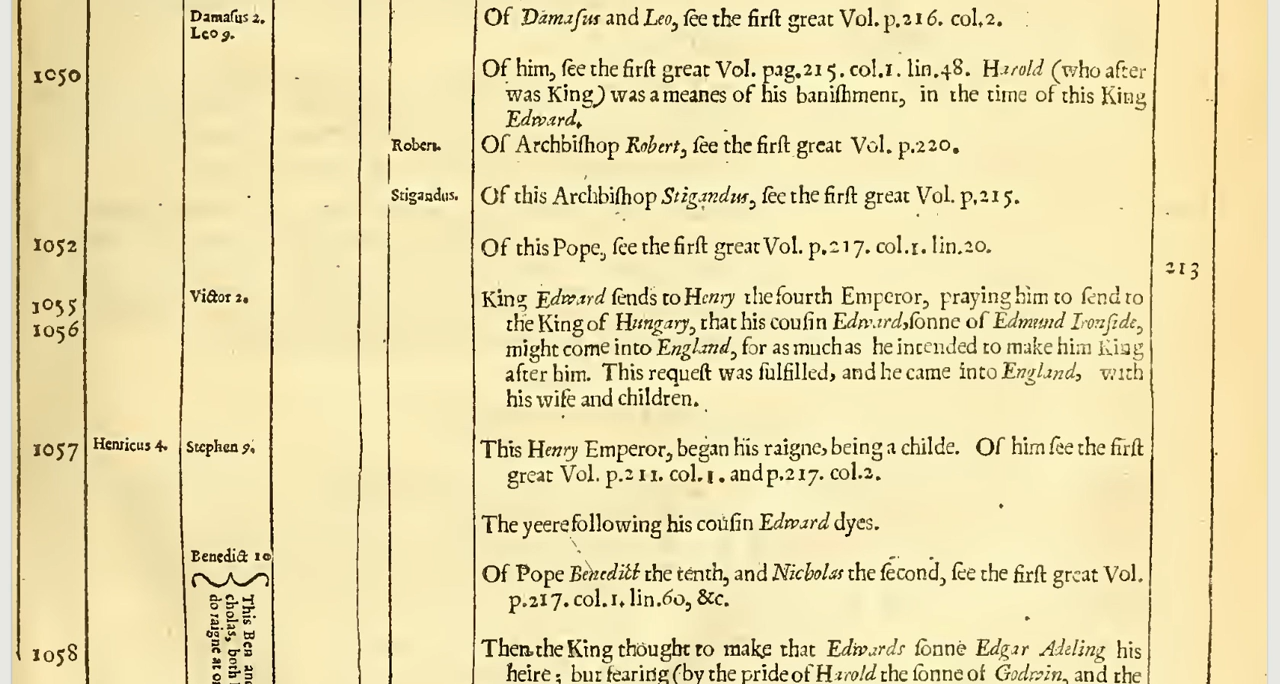 Damaſus 2.
Leo 9.
Of Damaſus and Leo, ſee the firſt great Vol. p.216. col.2.
1050
Of him, ſee the firſt great Vol. pag.215. col.1. lin.48. Harold (who after
was King) was a meanes of his baniſhment, in the time of this King
Edward.
Robert.
Of Archbiſhop Robert, ſee the firſt great Vol. p.220.
Stigandus.
Of this Archbiſhop Stigandus, ſee the firſt great Vol. p.215.
1052
Of this Pope, ſee the firſt great Vol. p.217. col.1. lin.20.
213
1055
Victor 2.
King Edward ſends to Henry the fourth Emperor, praying him to ſend to
1056
the King of Hungary, that his couſin Edward, ſonne of Edmund Ironſide,
might come into England, for as much as he intended to make him King
after him. This requeſt was fulfilled, and he came into England, with
his wife and children.
1057
Henricus 4.
Stephen 9.
This Henry Emperor, began his raigne, being a childe. Of him ſee the firſt
great Vol. p.211. col.1. and p.217. col.2.
The yeere following his couſin Edward dyes.
Benedict 10
Of Pope Benedict the tenth, and Nicholas the ſecond, ſee the firſt great Vol.
p.217. col.1. lin.60, &c.
This Ben and
cholas, both
do raigne at
1058
Then the King thought to make that Edwards ſonne Edgar Adeling his
heire; but fearing (by the pride of Harold the ſonne of Godwin, and the